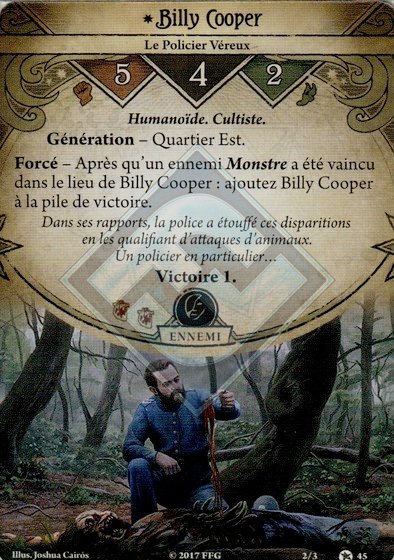 Billy Cooper
Le Policier Véreux
5 4 2
Humanoïde. Cultiste.
Génération – Quartier Est.
Forcé – Après qu'un ennemi Monstre a été vaincu
dans le lieu de Billy Cooper : ajoutez Billy Cooper
à la pile de victoire.
Dans ses rapports, la police a étouffé ces disparitions
en les qualifiant d'attaques d'animaux.
Un policier en particulier…
Victoire 1.
ENNEMI
Illus. Joshua Cairós © 2017 FFG 2/3 45